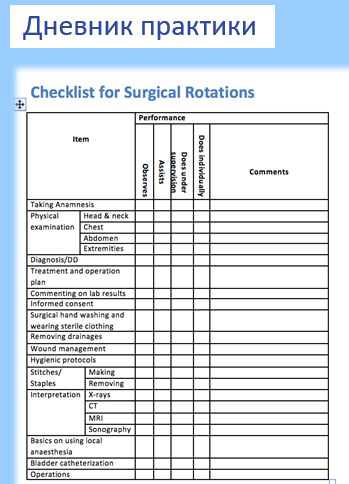 Дневник практики
Checklist for Surgical Rotations
Performance
Item
Observes
Assists
Does under
supervision
Does individually
Comments
Taking Anamnesis
Physical
examination
Head & neck
Chest
Abdomen
Extremities
Diagnosis/DD
Treatment and operation
plan
Commenting on lab results
Informed consent
Surgical hand washing and
wearing sterile clothing
Removing drainages
Wound management
Hygienic protocols
Stitches/
Staples
Making
Removing
Interpretation
X-rays
CT
MRI
Sonography
Basics on using local
anaesthesia
Bladder catheterization
Operations